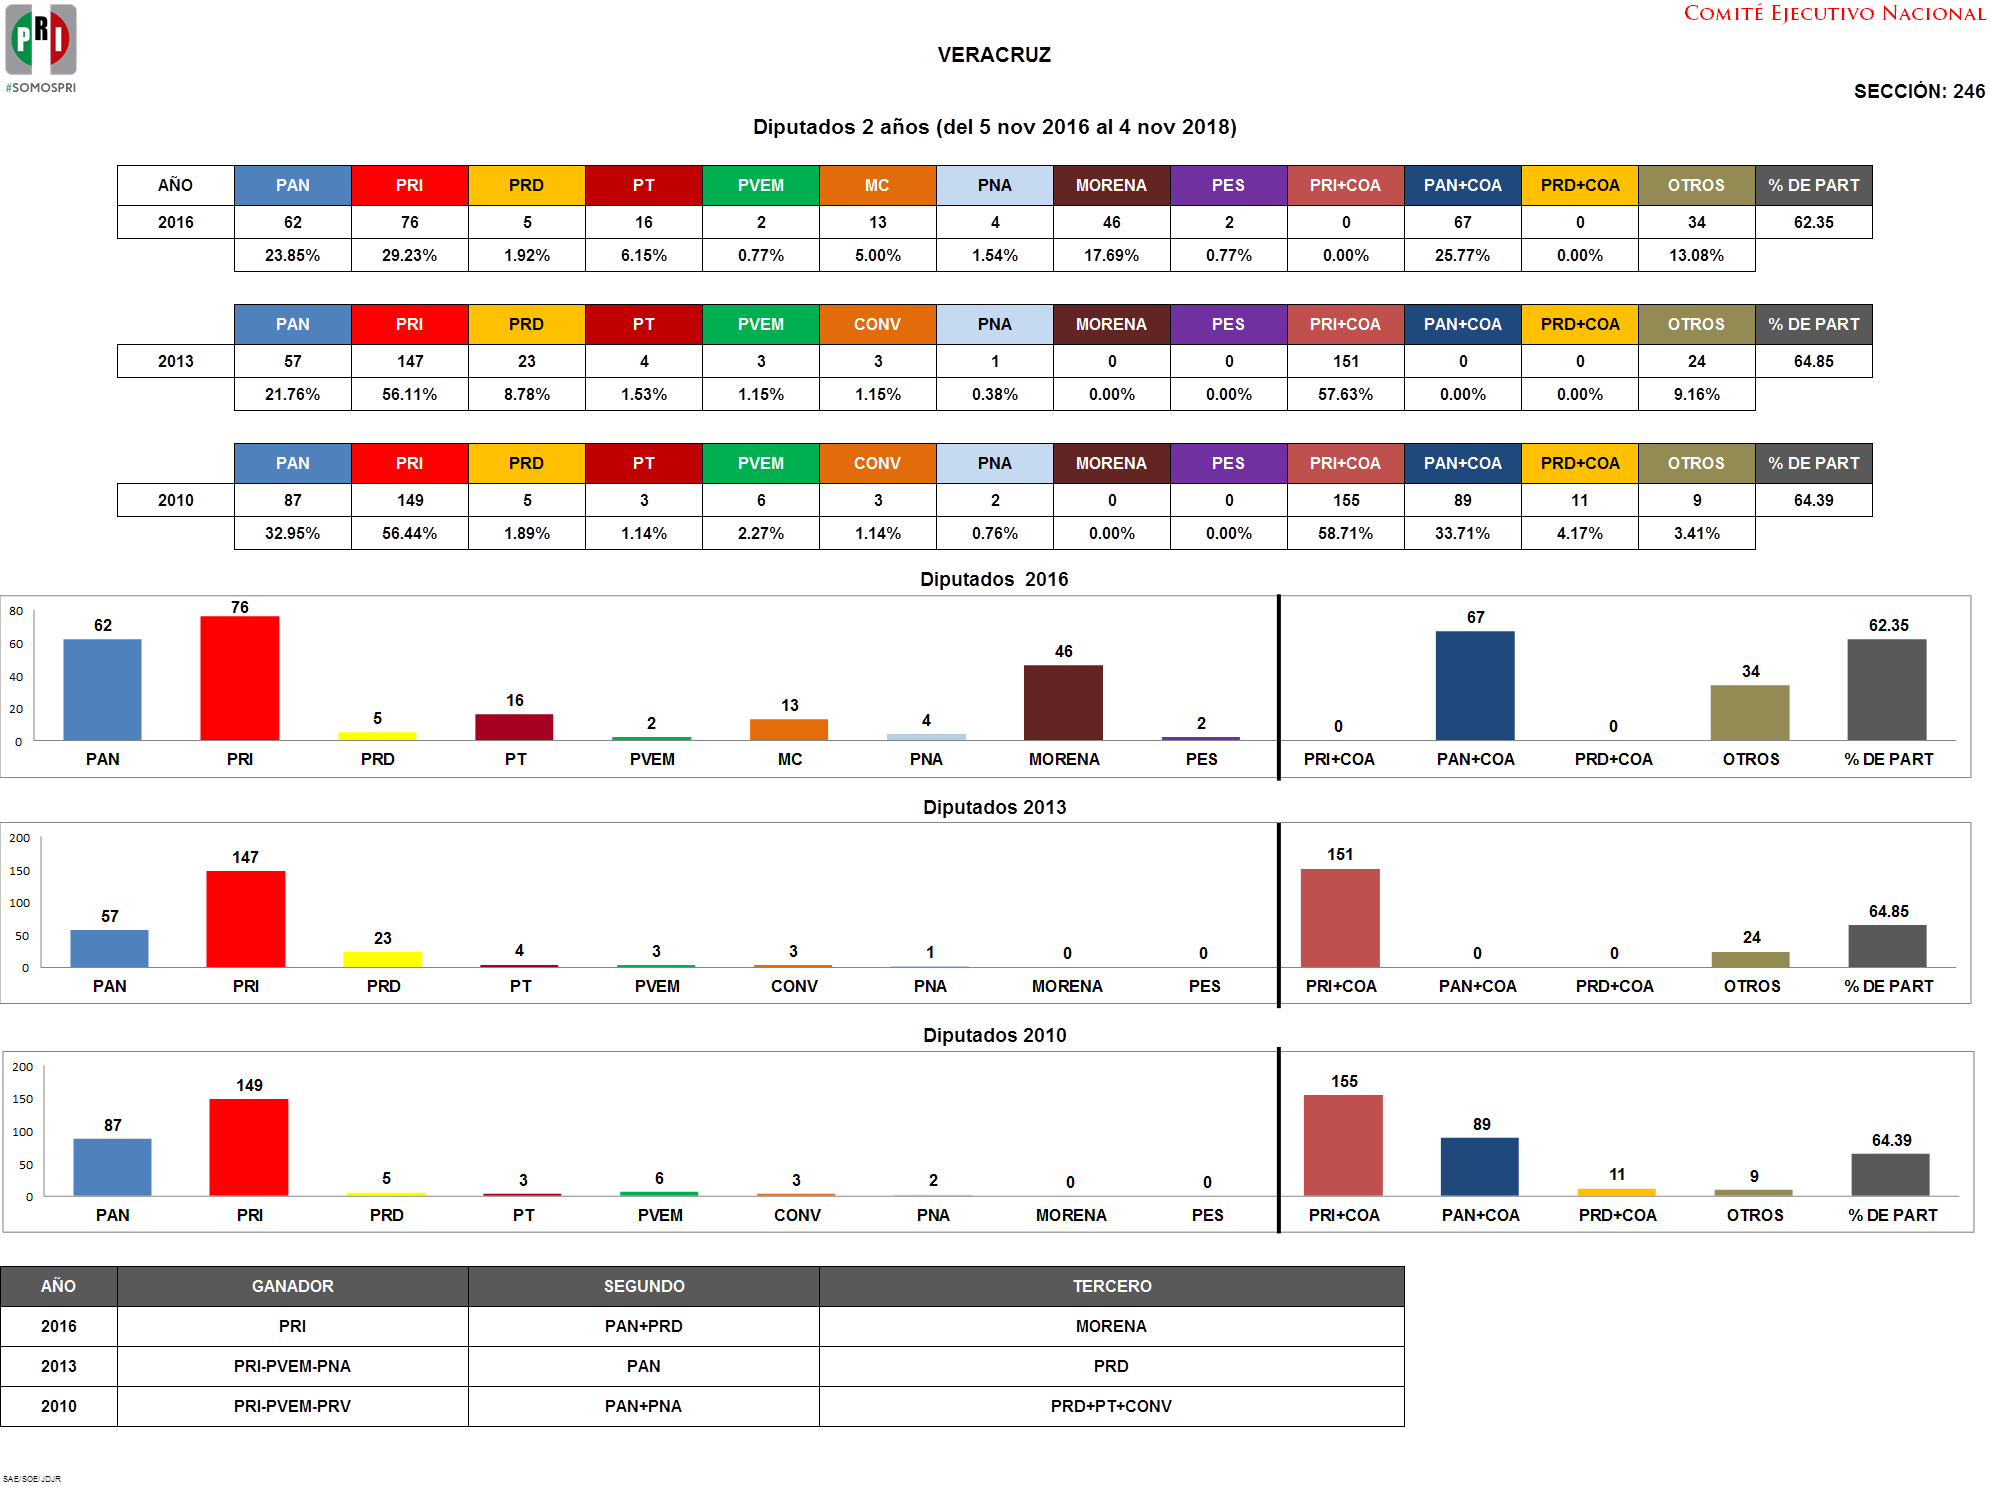 PRI
#SOMOSPRI
COMITÉ EJECUTIVO NACIONAL
VERACRUZ
SECCIÓN: 246
Diputados 2 años (del 5 nov 2016 al 4 nov 2018)
AÑO PAN PRI PRD PT PVEM MC PNA MORENA PES PRI+COA PAN+COA PRD+COA OTROS % DE PART
2016 62 76 5 16 2 13 4 46 2 0 67 0 34 62.35
23.85% 29.23% 1.92% 6.15% 0.77% 5.00% 1.54% 17.69% 0.77% 0.00% 25.77% 0.00% 13.08%
PAN PRI PRD PT PVEM CONV PNA MORENA PES PRI+COA PAN+COA PRD+COA OTROS % DE PART
2013 57 147 23 4 3 3 1 0 0 151 0 0 24 64.85
21.76% 56.11% 8.78% 1.53% 1.15% 1.15% 0.38% 0.00% 0.00% 57.63% 0.00% 0.00% 9.16%
PAN PRI PRD PT PVEM CONV PNA MORENA PES PRI+COA PAN+COA PRD+COA OTROS % DE PART
2010 87 149 5 3 6 3 2 0 0 155 89 11 9 64.39
32.95% 56.44% 1.89% 1.14% 2.27% 1.14% 0.76% 0.00% 0.00% 58.71% 33.71% 4.17% 3.41%
Diputados 2016
80
60
40
20
0
62 76 5 16 2 13 4 46 2 0 67 0 34 62.35
PAN PRI PRD PT PVEM MC PNA MORENA PES PRI+COA PAN+COA PRD+COA OTROS % DE PART
Diputados 2013
200
150
100
50
0
57 147 23 4 3 3 1 0 0 151 0 0 24 64.85
PAN PRI PRD PT PVEM CONV PNA MORENA PES PRI+COA PAN+COA PRD+COA OTROS % DE PART
Diputados 2010
200
150
100
50
0
87 149 5 3 6 3 2 0 0 155 89 11 9 64.39
PAN PRI PRD PT PVEM CONV PNA MORENA PES PRI+COA PAN+COA PRD+COA OTROS % DE PART
AÑO GANADOR SEGUNDO TERCERO
2016 PRI PAN+PRD MORENA
2013 PRI-PVEM-PNA PAN PRD
2010 PRI-PVEM-PRV PAN+PNA PRD+PT+CONV
SAE/SOE/JDJR